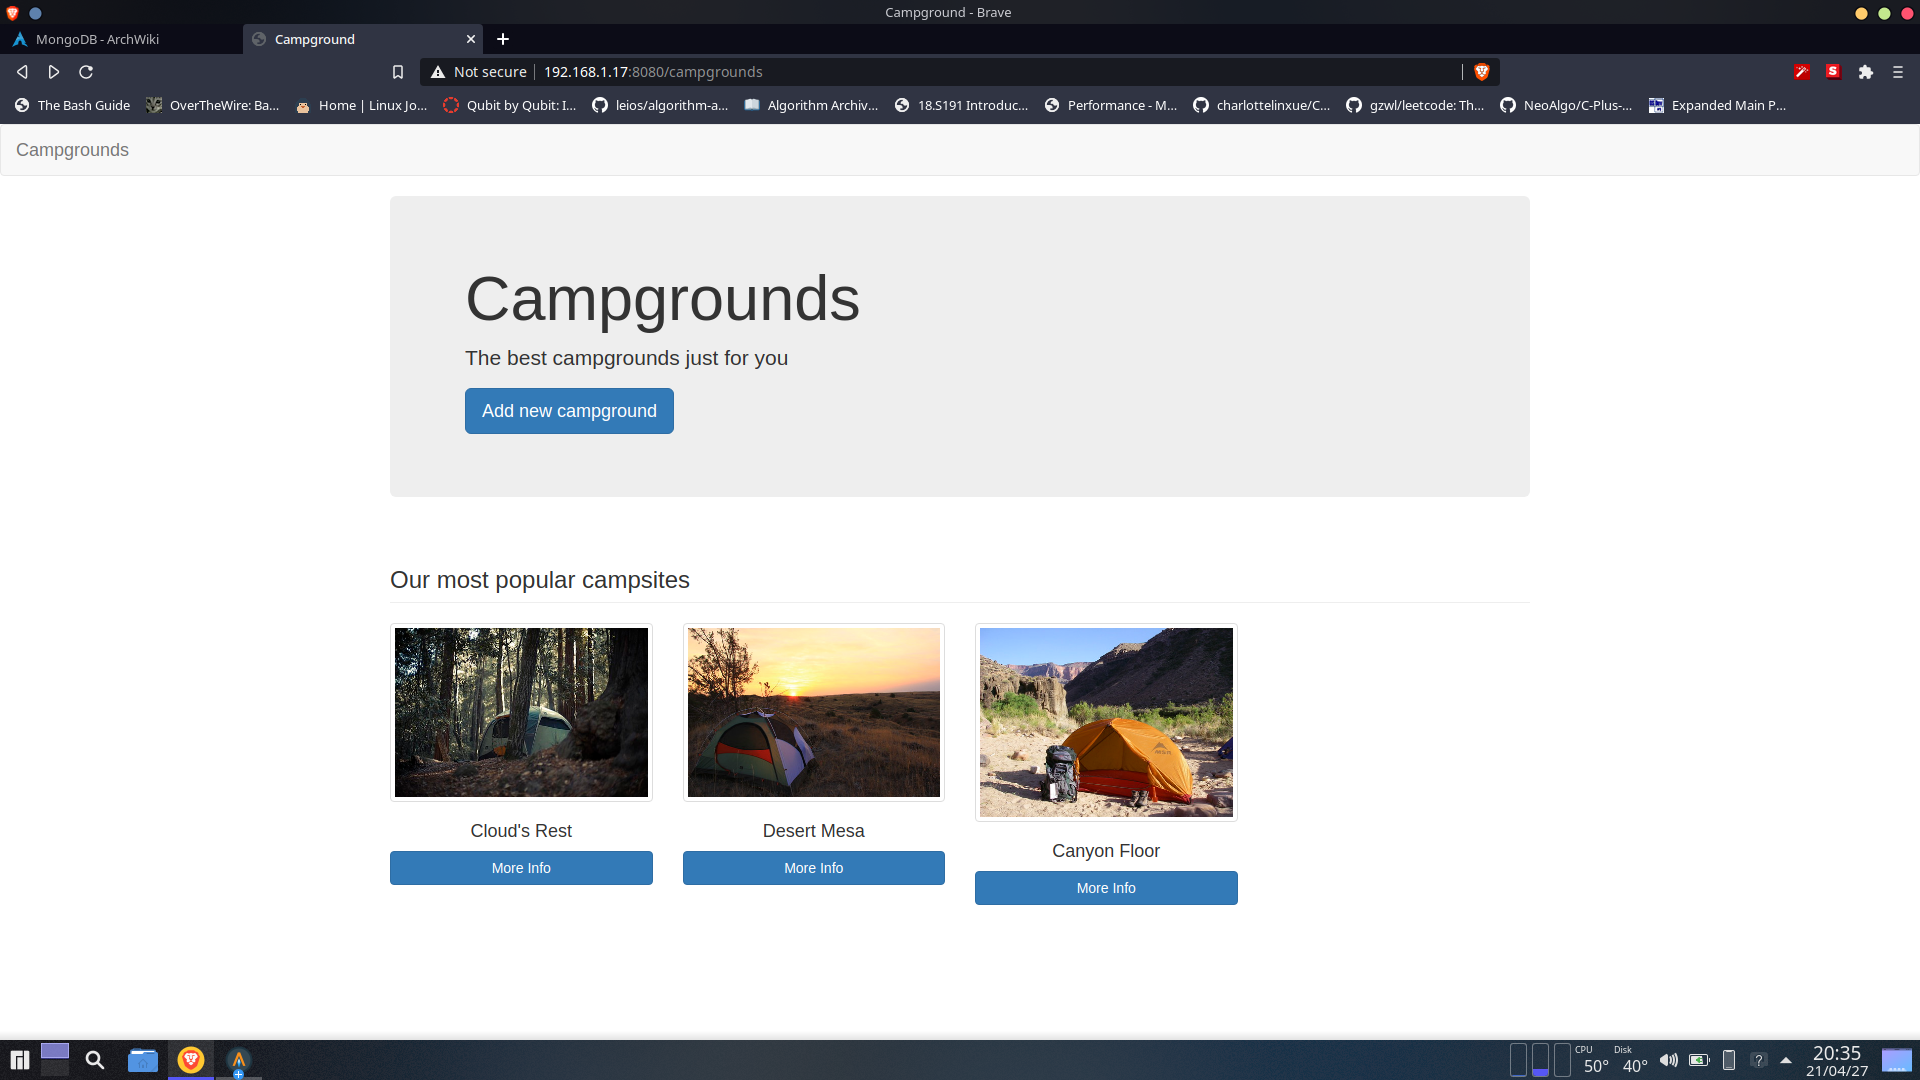 Campground - Brave
MongoDB - ArchWiki
Campground
Not secure
192.168.1.17:8080/campgrounds
The Bash Guide
OverTheWire: Ba...
Home | Linux Jo...
Qubit by Qubit: I...
leios/algorithm-a...
Algorithm Archiv...
18.S191 Introduc...
Performance - M...
charlottelinxue/C...
gzwl/leetcode: Th...
NeoAlgo/C-Plus-...
Expanded Main P...
Campgrounds
Campgrounds
The best campgrounds just for you
Add new campground
Our most popular campsites
Cloud's Rest
More Info
Desert Mesa
More Info
Canyon Floor
More Info
CPU
50°
Disk
40°
20:35
21/04/27